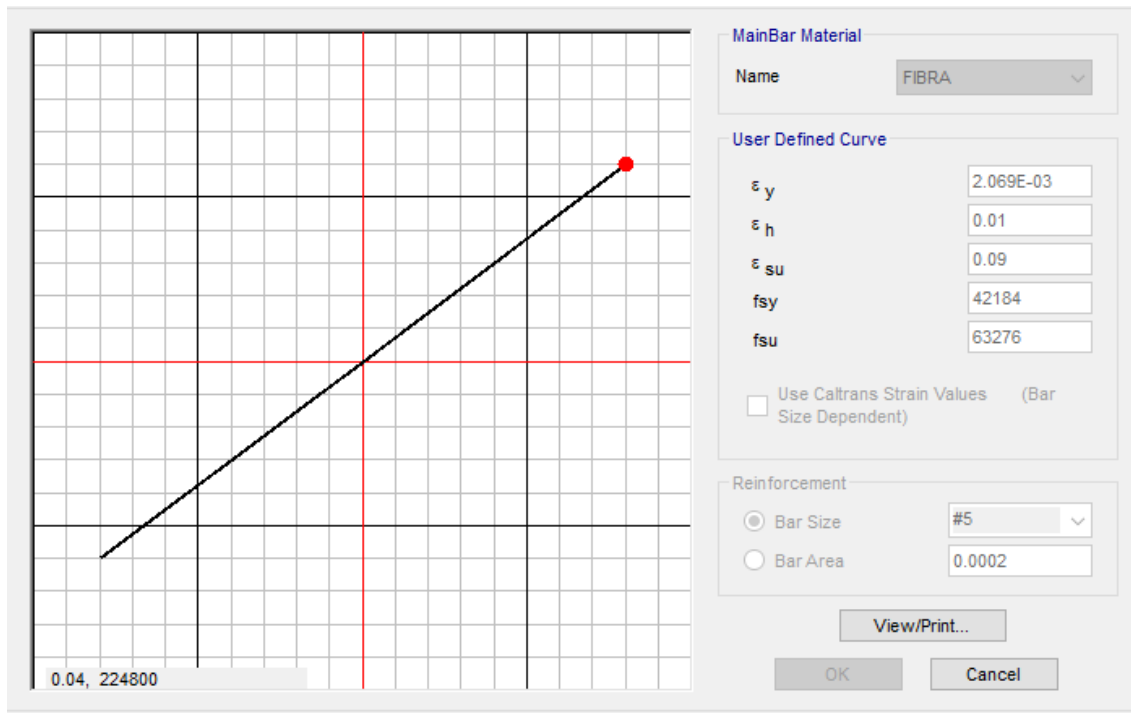 MainBar Material
Name FIBRA
User Defined Curve
ε y 2.069E-03
ε h 0.01
ε su 0.09
fsy 42184
fsu 63276
Use Caltrans Strain Values (Bar
Size Dependent)
Reinforcement
Bar Size #5
Bar Area 0.0002
View/Print...
0.04, 224800
OK Cancel